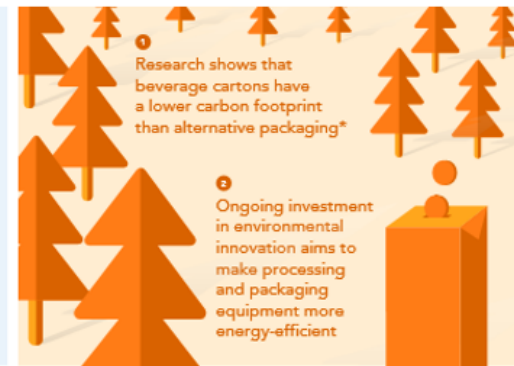 1
Research shows that
beverage cartons have
a lower carbon footprint
than alternative packaging*
2
Ongoing investment
in environmental
innovation aims to
make processing
and packaging
equipment more
energy-efficient